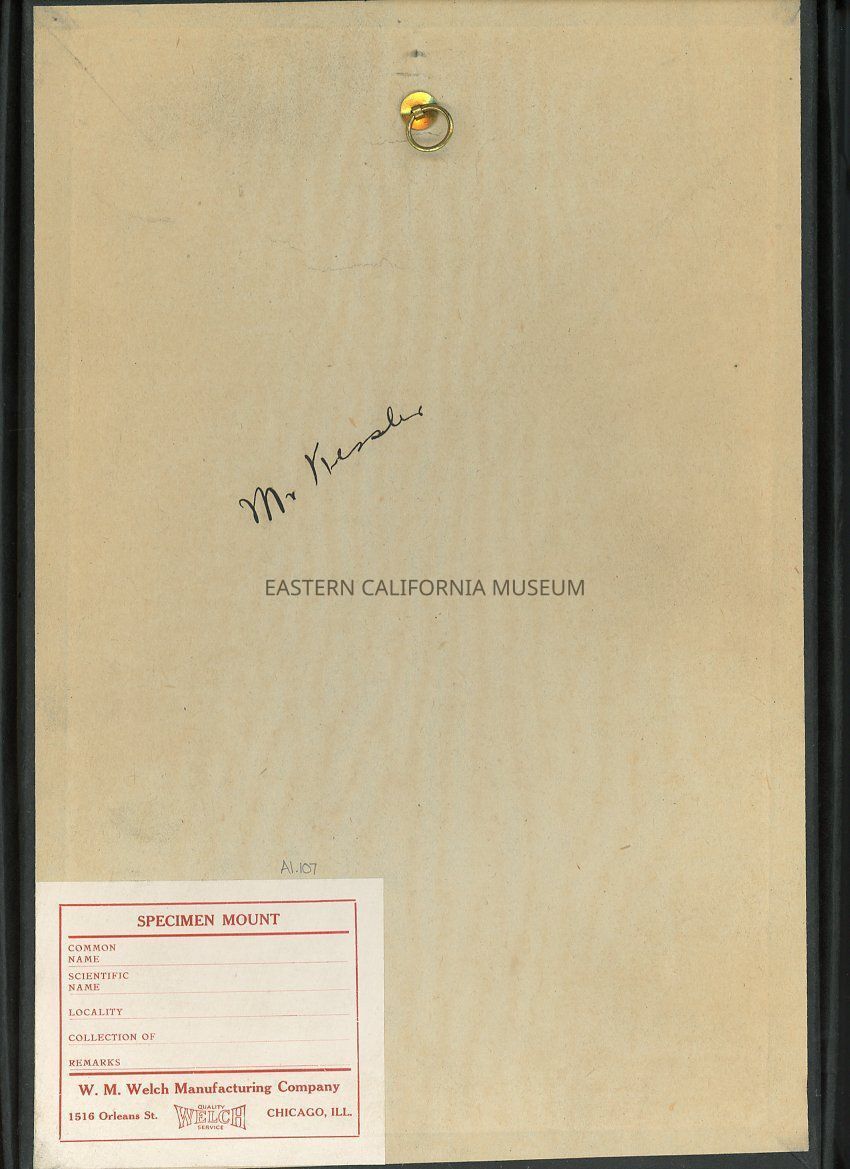 Mr Kessler
EASTERN CALIFORNIA MUSEUM
A1.107
SPECIMEN MOUNT
COMMON
NAME
SCIENTIFIC
NAME
LOCALITY
COLLECTION OF
REMARKS
W. M. Welch Manufacturing Company
1516 Orleans St.
QUALITY
WELCH
SERVICE
CHICAGO, ILL.